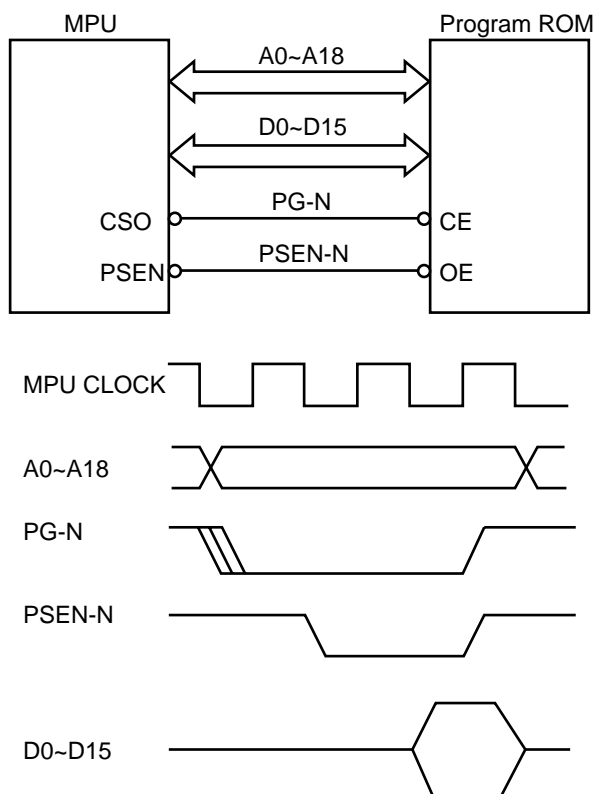 MPU Program ROM
A0~A18
D0~D15
PG-N
CSO CE
PSEN-N
PSEN OE
MPU CLOCK
A0~A18
PG-N
PSEN-N
D0~D15